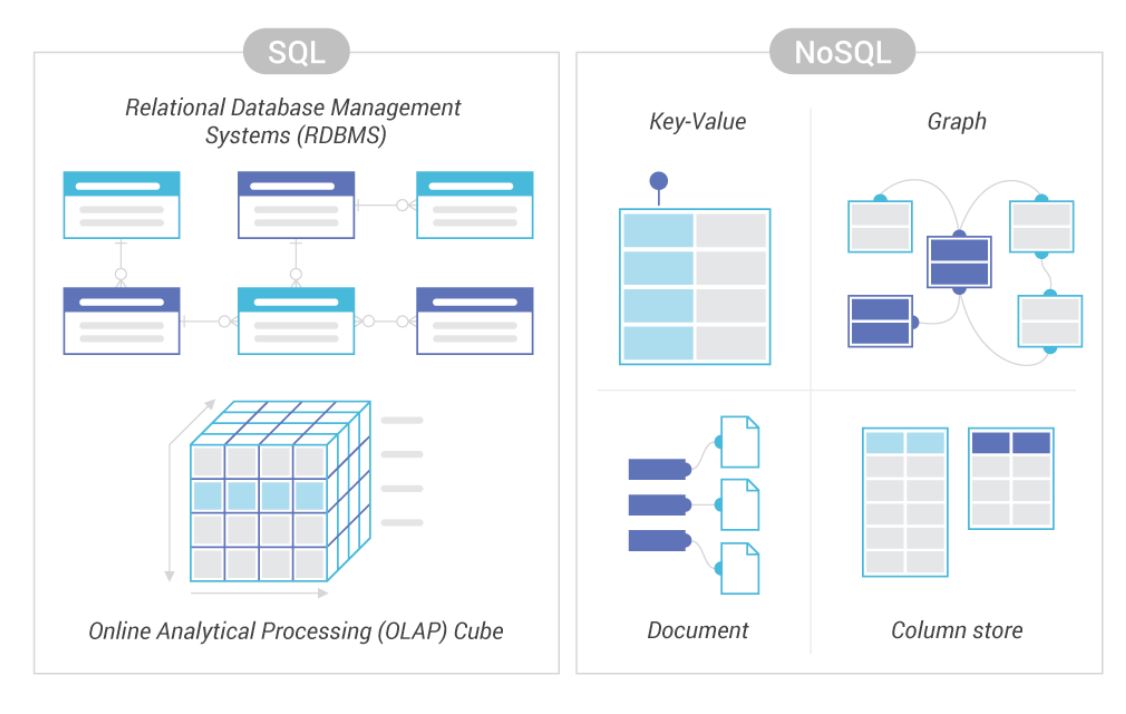 SQL
Relational Database Management
Systems (RDBMS)
Online Analytical Processing (OLAP) Cube
NoSQL
Key-Value
Graph
Document
Column store